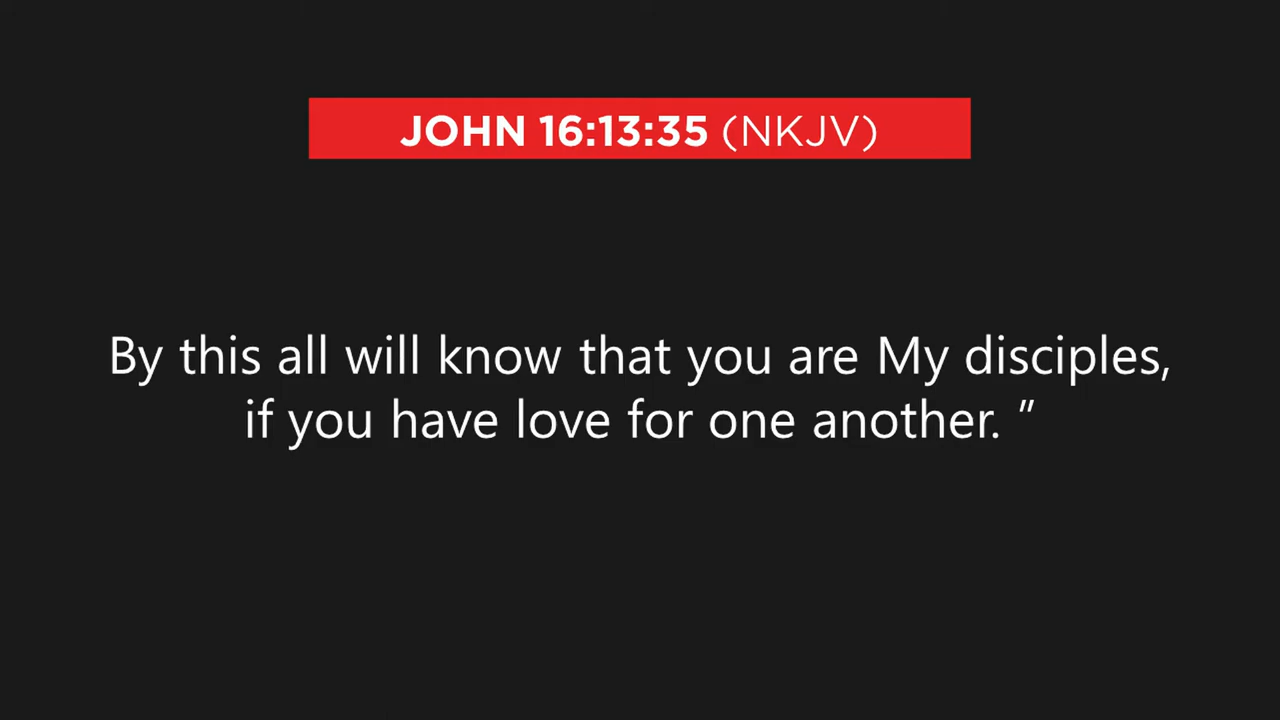 JOHN 16:13:35 (NKJV)
By this all will know that you are My disciples,
if you have love for one another. ”